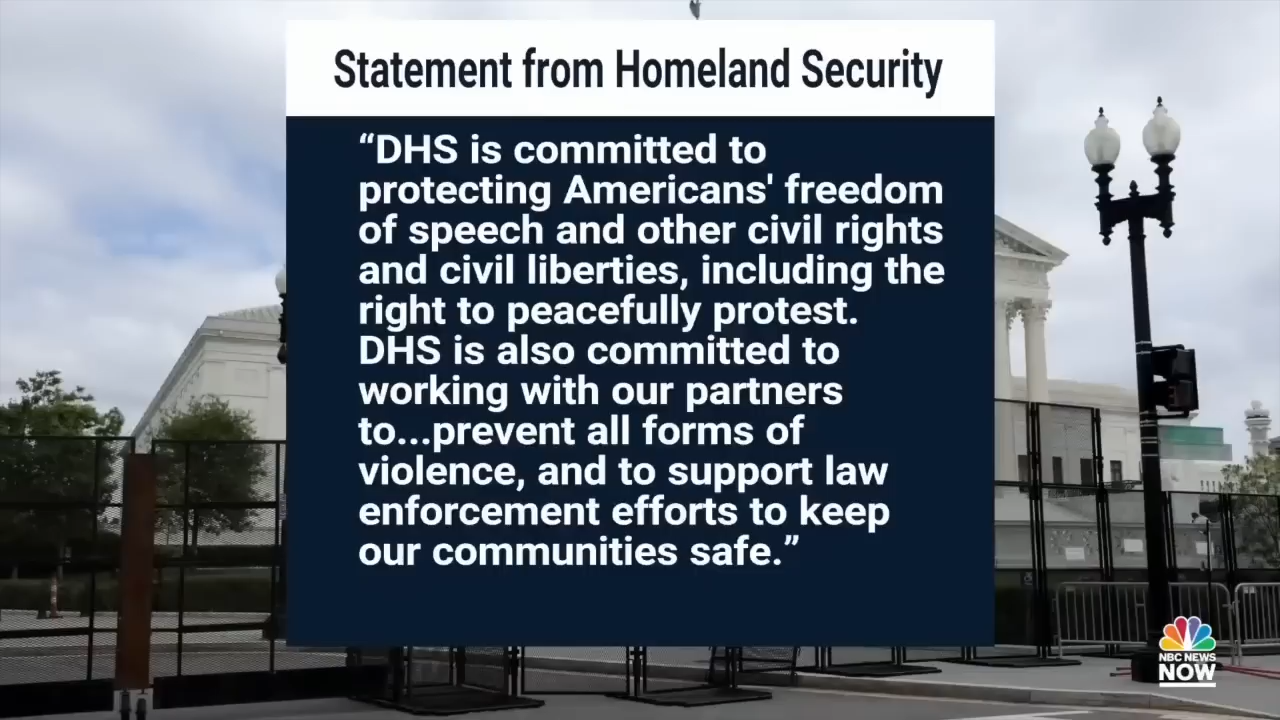 Statement from Homeland Security
“DHS is committed to
protecting Americans' freedom
of speech and other civil rights
and civil liberties, including the
right to peacefully protest.
DHS is also committed to
working with our partners
to...prevent all forms of
violence, and to support law
enforcement efforts to keep
our communities safe.”
NBC NEWS
NOW